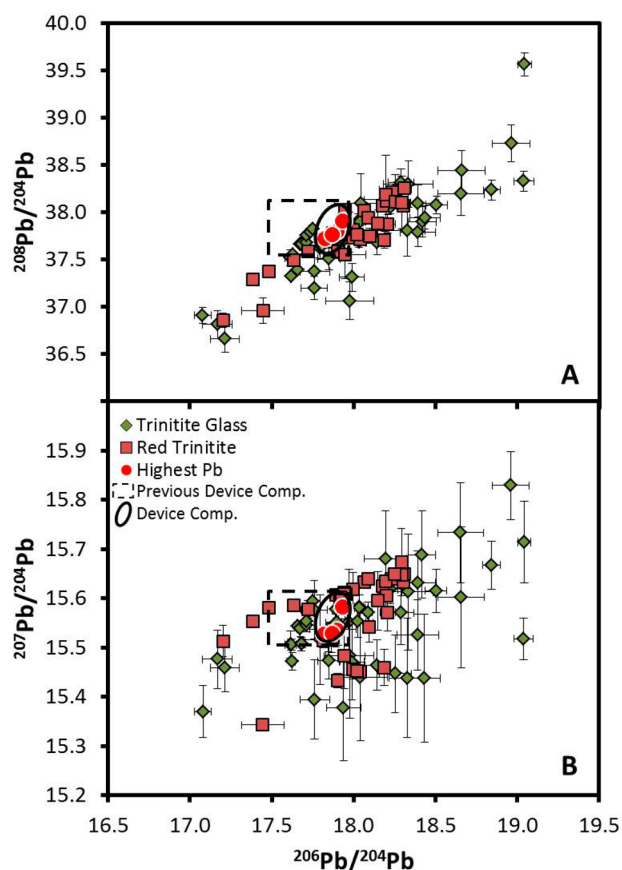 40.0
39.5
39.0
38.5
38.0
37.5
37.0
36.5
²⁰⁸Pb/²⁰⁴Pb
A
Trinitite Glass
Red Trinitite
Highest Pb
Previous Device Comp.
Device Comp.
15.9
15.8
15.7
15.6
15.5
15.4
15.3
15.2
²⁰⁷Pb/²⁰⁴Pb
B
16.5 17.0 17.5 18.0 18.5 19.0 19.5
²⁰⁶Pb/²⁰⁴Pb